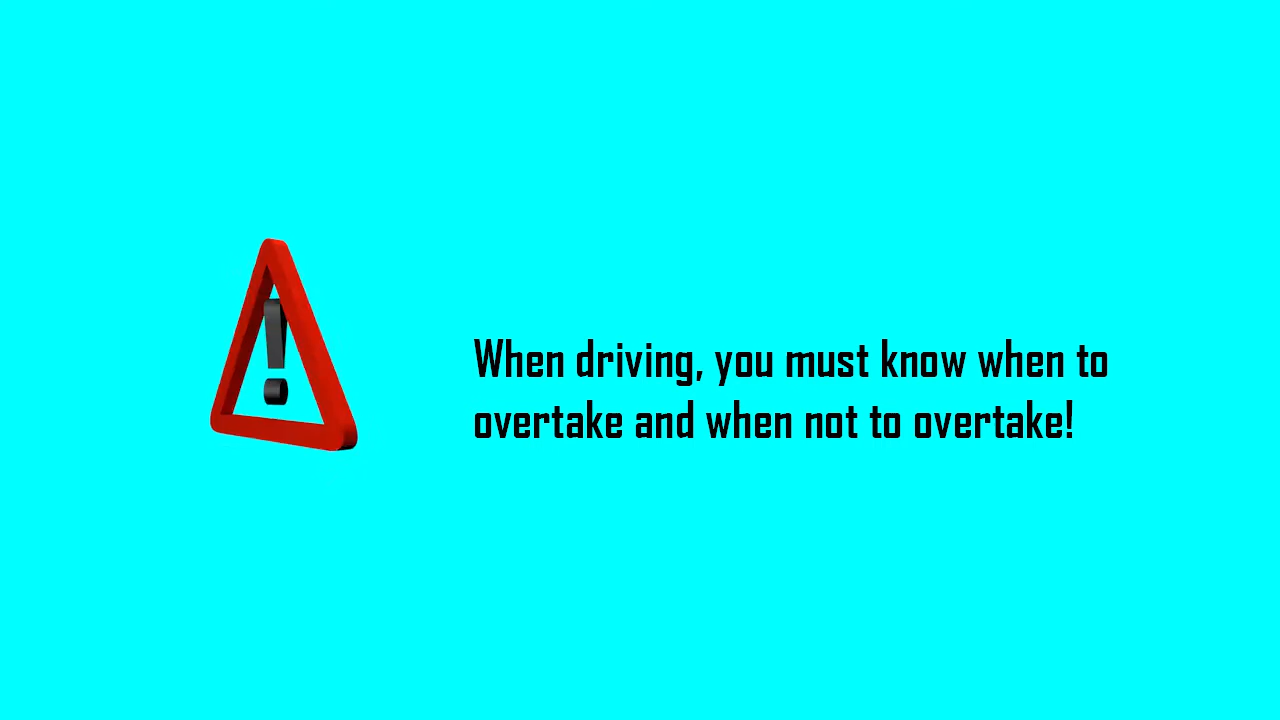 When driving, you must know when to
overtake and when not to overtake!